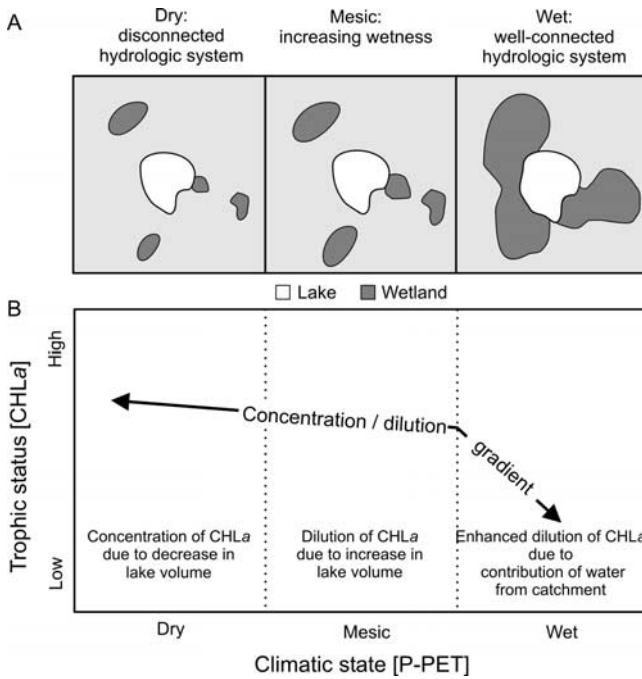 A
Dry:
disconnected
hydrologic system
Mesic:
increasing wetness
Wet:
well-connected
hydrologic system
Lake
Wetland
B
Trophic status [CHLa]
High
Low
Concentration / dilution
gradient
Concentration of CHLa
due to decrease in
lake volume
Dilution of CHLa
due to increase in
lake volume
Enhanced dilution of CHLa
due to
contribution of water
from catchment
Dry
Mesic
Wet
Climatic state [P-PET]